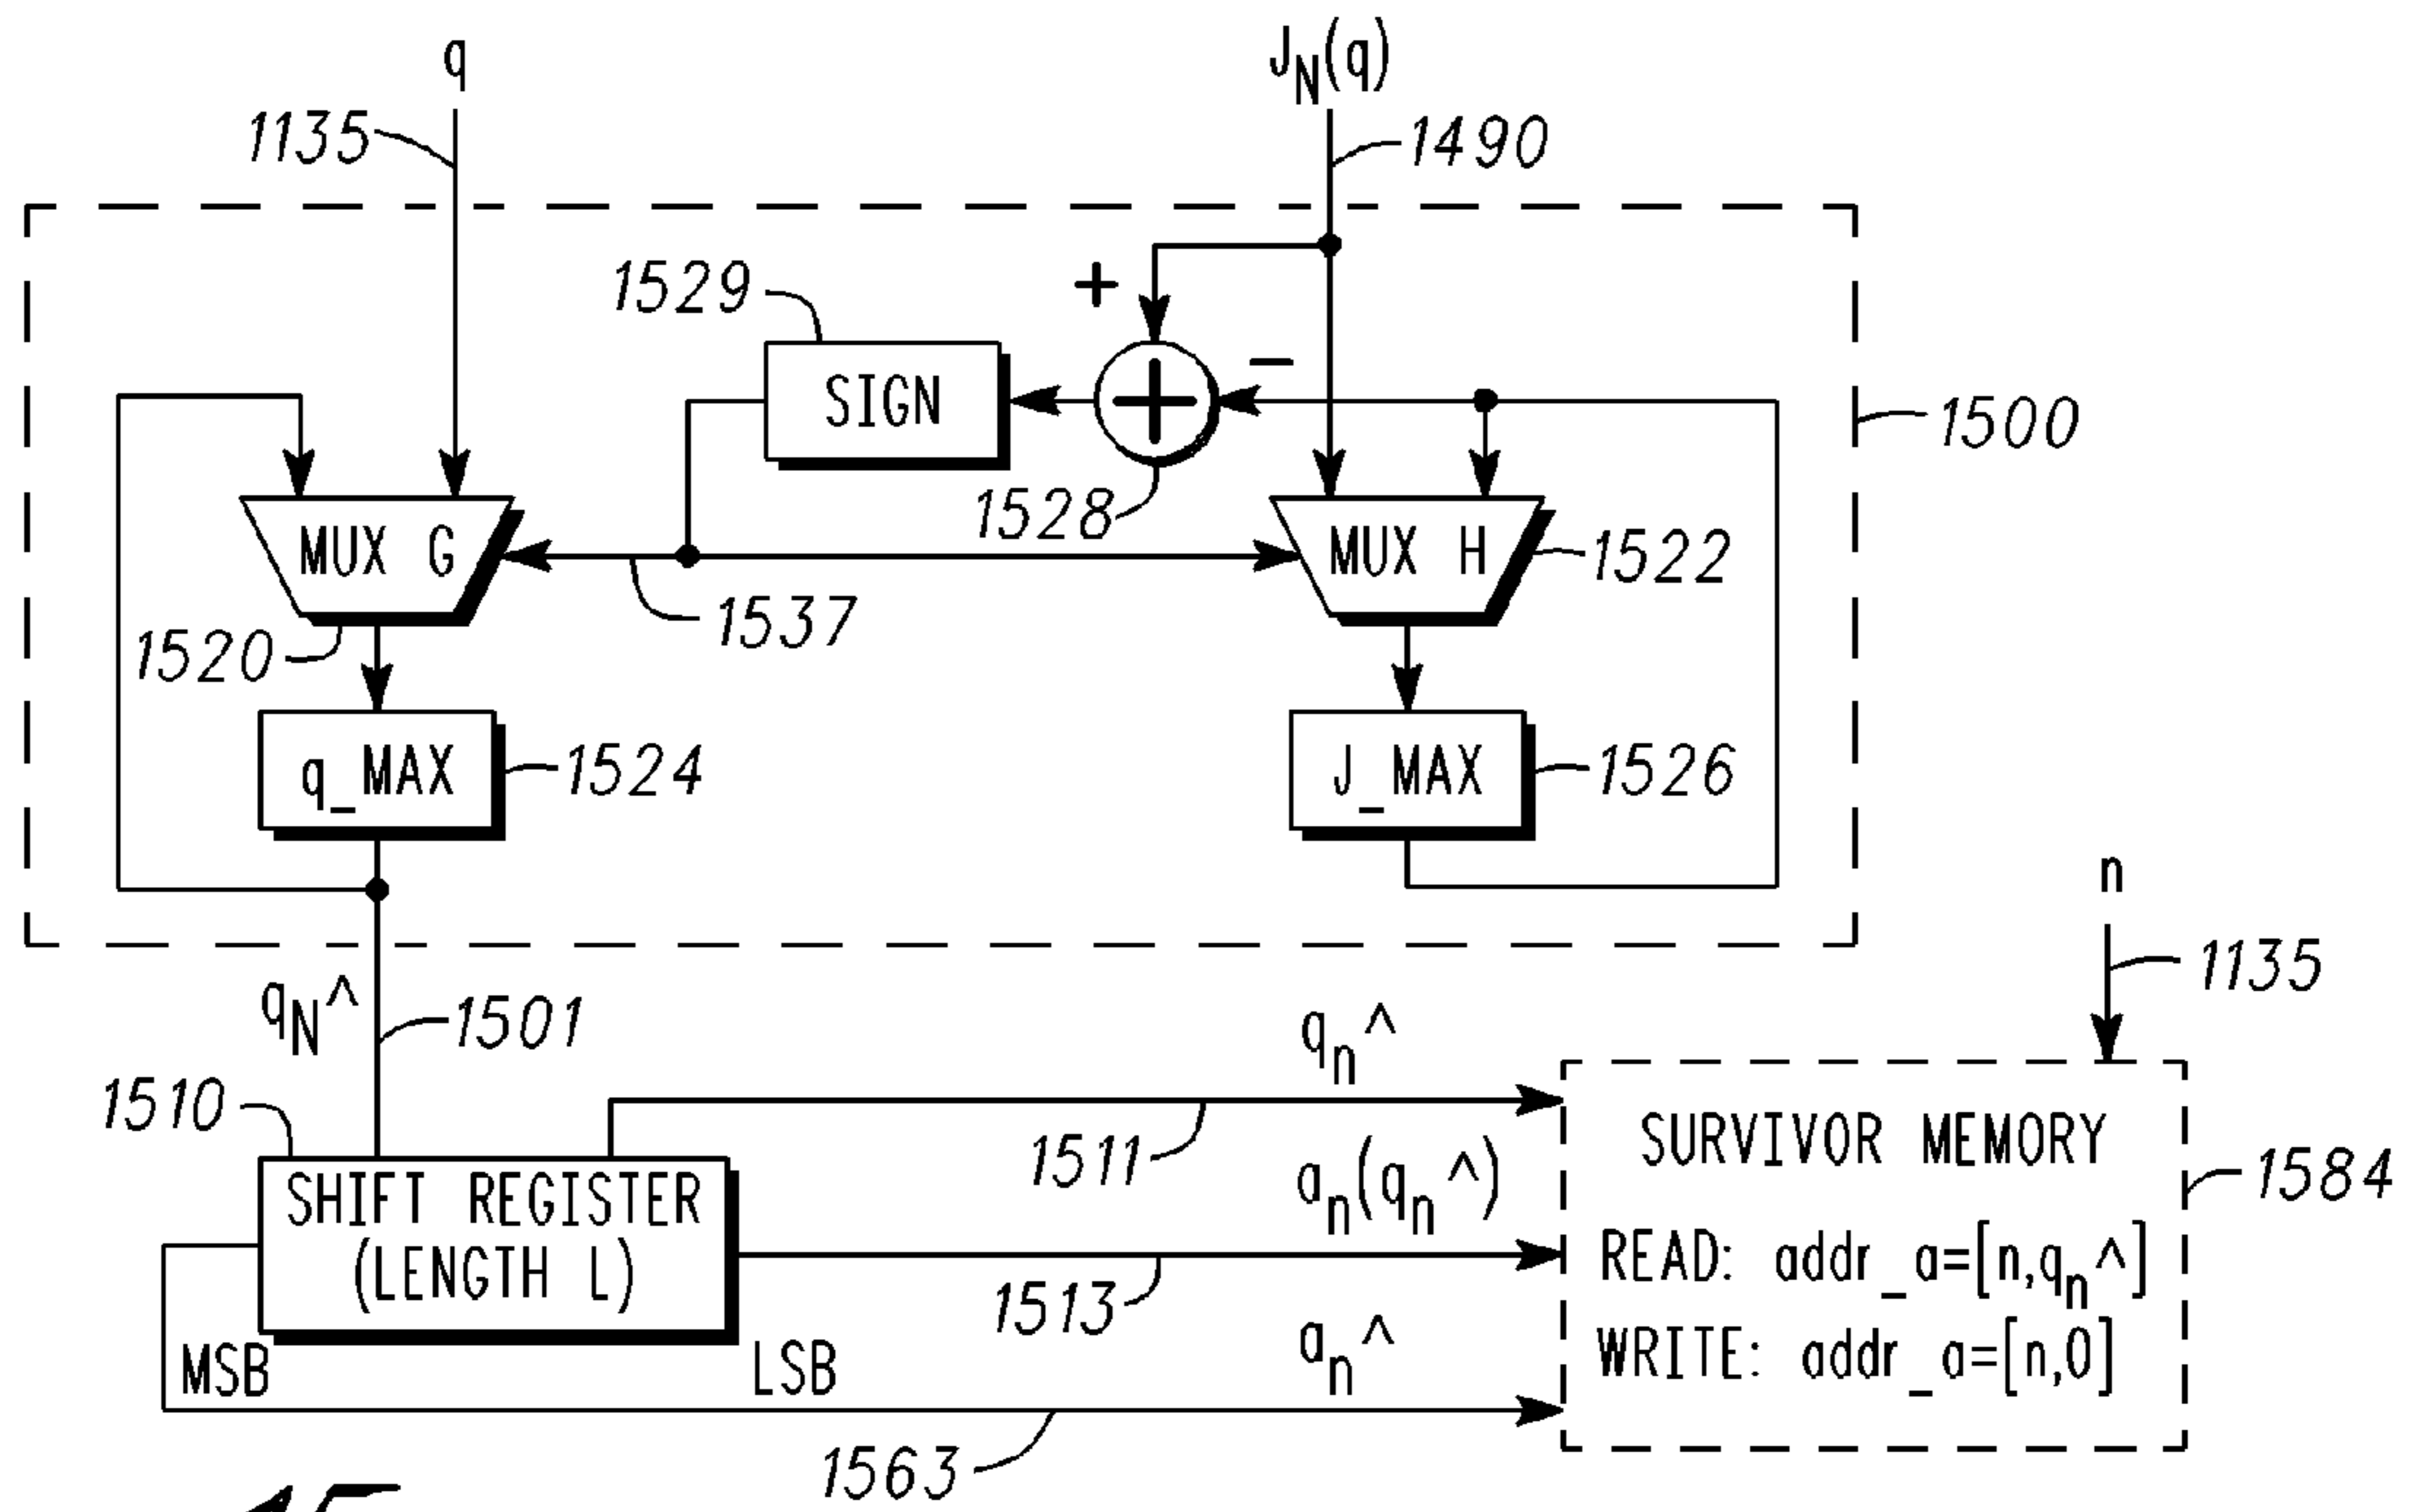 q
J_N(q)
1135
1490
1529
+
−
SIGN
1500
1528
MUX G
MUX H
1522
1537
1520
q_MAX
1524
J_MAX
1526
n
1135
q_N^
1501
q_n^
1510
1511
SURVIVOR MEMORY
1584
SHIFT REGISTER
(LENGTH L)
a_n(q_n^)
READ: addr_a=[n,q_n^]
1513
MSB
LSB
a_n^
WRITE: addr_a=[n,0]
1563